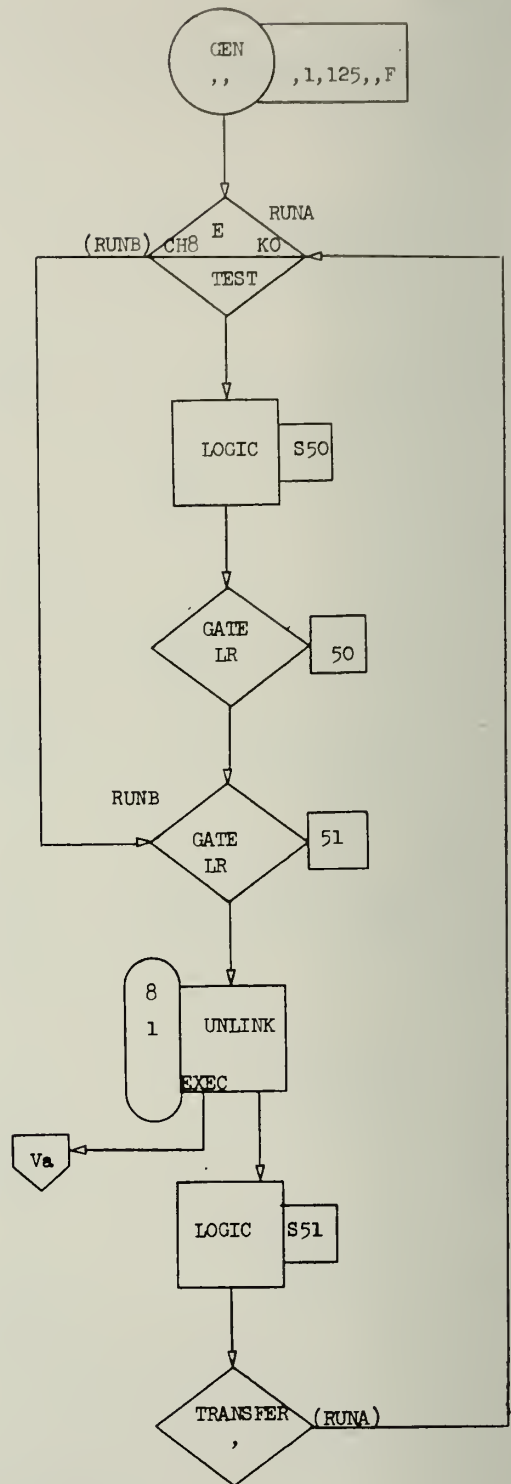 GEN
,, ,1,125,,F
RUNA
E
(RUNB) CH8 K0
TEST
LOGIC S50
GATE
LR 50
RUNB
GATE 51
LR
8
1 UNLINK
EXEC
Va
LOGIC S51
TRANSFER (RUNA)
,